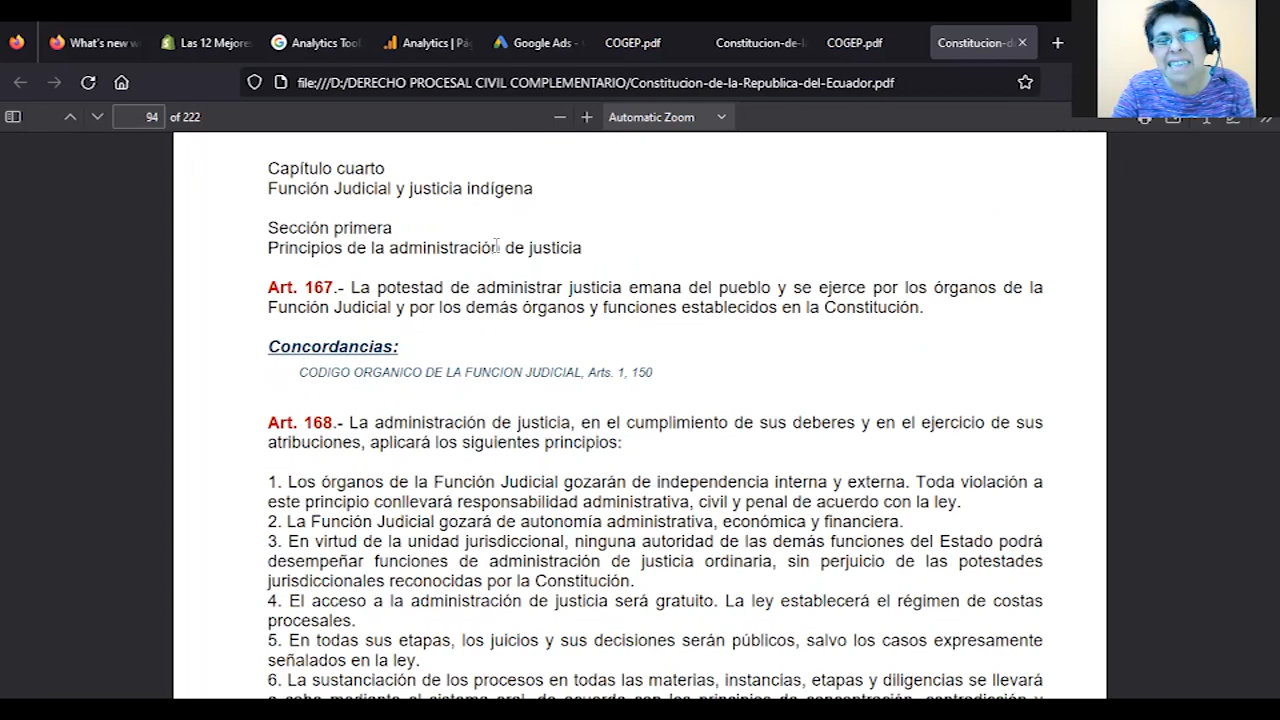 What's new w
Las 12 Mejore
Analytics Tool
Analytics | Pá
Google Ads -
COGEP.pdf
Constitucion-de-l
COGEP.pdf
Constitucion-d
file:///D:/DERECHO PROCESAL CIVIL COMPLEMENTARIO/Constitucion-de-la-Republica-del-Ecuador.pdf
94 of 222
Automatic Zoom
Capítulo cuarto
Función Judicial y justicia indígena
Sección primera
Principios de la administración de justicia
Art. 167.- La potestad de administrar justicia emana del pueblo y se ejerce por los órganos de la
Función Judicial y por los demás órganos y funciones establecidos en la Constitución.
Concordancias:
CODIGO ORGANICO DE LA FUNCION JUDICIAL, Arts. 1, 150
Art. 168.- La administración de justicia, en el cumplimiento de sus deberes y en el ejercicio de sus
atribuciones, aplicará los siguientes principios:
1. Los órganos de la Función Judicial gozarán de independencia interna y externa. Toda violación a
este principio conllevará responsabilidad administrativa, civil y penal de acuerdo con la ley.
2. La Función Judicial gozará de autonomía administrativa, económica y financiera.
3. En virtud de la unidad jurisdiccional, ninguna autoridad de las demás funciones del Estado podrá
desempeñar funciones de administración de justicia ordinaria, sin perjuicio de las potestades
jurisdiccionales reconocidas por la Constitución.
4. El acceso a la administración de justicia será gratuito. La ley establecerá el régimen de costas
procesales.
5. En todas sus etapas, los juicios y sus decisiones serán públicos, salvo los casos expresamente
señalados en la ley.
6. La sustanciación de los procesos en todas las materias, instancias, etapas y diligencias se llevará